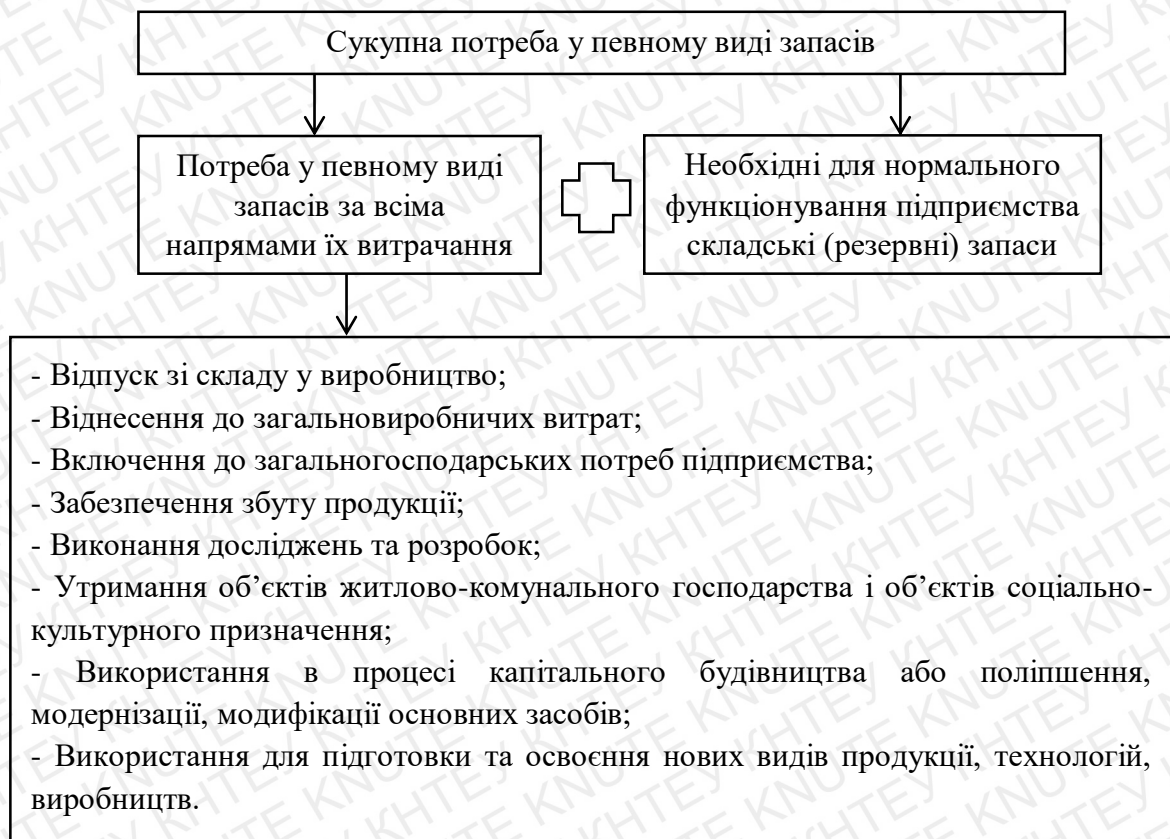 Сукупна потреба у певному виді запасів
Потреба у певному виді
запасів за всіма
напрямами їх витрачання
Необхідні для нормального
функціонування підприємства
складські (резервні) запаси
- Відпуск зі складу у виробництво;
- Віднесення до загальновиробничих витрат;
- Включення до загальногосподарських потреб підприємства;
- Забезпечення збуту продукції;
- Виконання досліджень та розробок;
- Утримання об’єктів житлово-комунального господарства і об’єктів соціально-
культурного призначення;
- Використання в процесі капітального будівництва або поліпшення,
модернізації, модифікації основних засобів;
- Використання для підготовки та освоєння нових видів продукції, технологій,
виробництв.